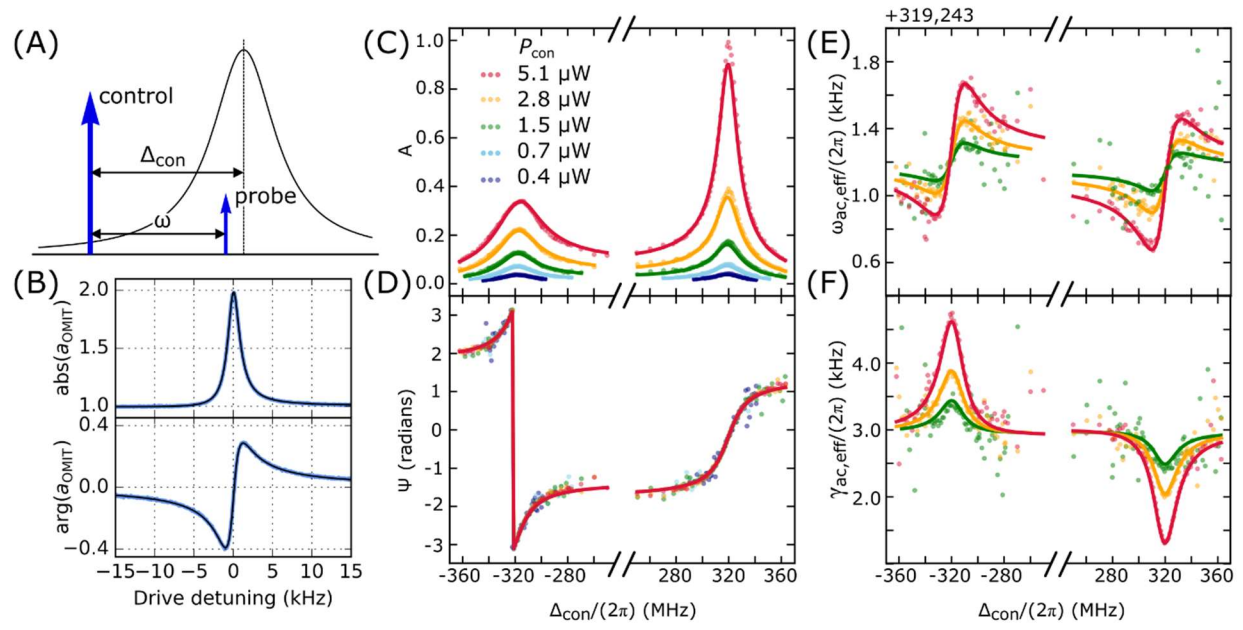 (A)
control
Δcon
probe
ω
(B)
2.0
1.5
1.0
abs(aOMIT)
0.4
0.0
−0.4
arg(aOMIT)
−15 −10 −5 0 5 10 15
Drive detuning (kHz)
(C)
1.0
0.8
0.6
0.4
0.2
0.0
A
Pcon
5.1 μW
2.8 μW
1.5 μW
0.7 μW
0.4 μW
(D)
3
2
1
0
-1
-2
-3
Ψ (radians)
-360 -320 -280 280 320 360
Δcon/(2π) (MHz)
+319,243
(E)
1.8
1.4
1.0
0.6
ωac,eff/(2π) (kHz)
(F)
4.0
3.0
2.0
γac,eff/(2π) (kHz)
-360 -320 -280 280 320 360
Δcon/(2π) (MHz)